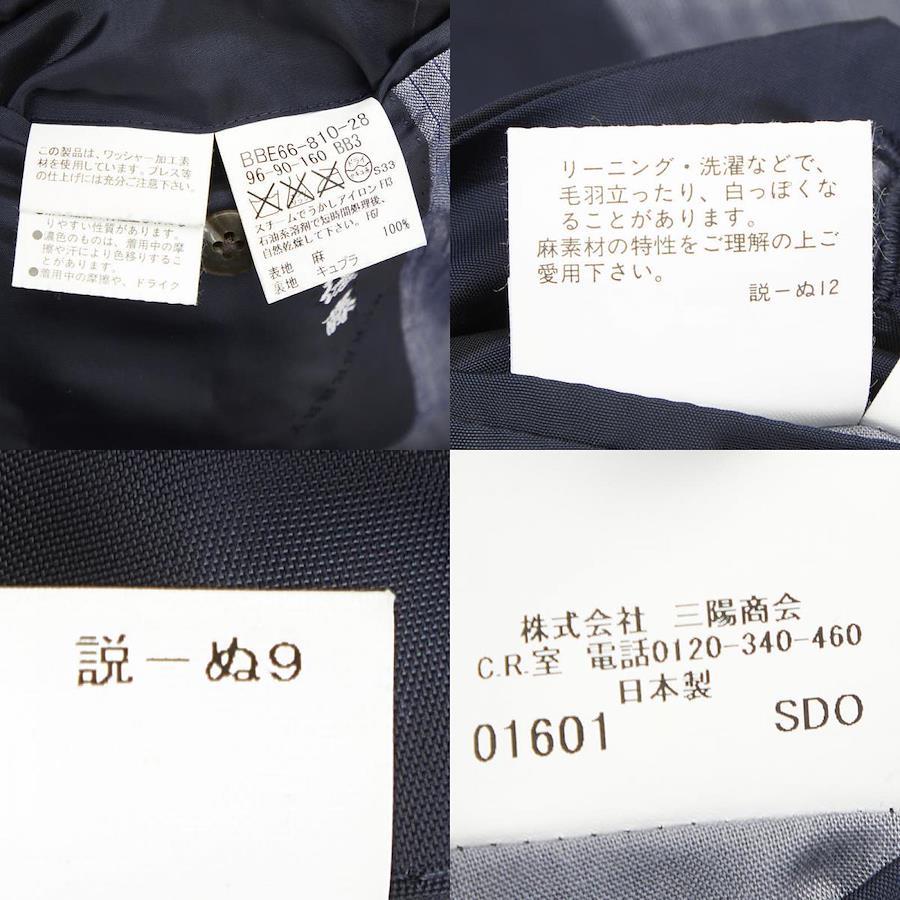 この製品は、ワッシャー加工素
材を使用しています。プレス等
の仕上げには充分ご注意下さい。
りやすい性質があります。
●濃色のものは、着用中の摩
擦や汗により色移りするこ
とがあります。
●着用中の摩擦や、ドライク
BBE66-810-28
96-90-160 BB3
S33
スチームでうかしアイロンFI3
石油系溶剤で短時間処理後、
自然乾燥して下さい。FG7
表地 麻 100%
裏地 キュプラ
リーニング・洗濯などで、
毛羽立ったり、白っぽくな
ることがあります。
麻素材の特性をご理解の上ご
愛用下さい。
説ーぬ12
説ーぬ9
株式会社 三陽商会
C.R.室 電話0120-340-460
日本製
01601 SDO